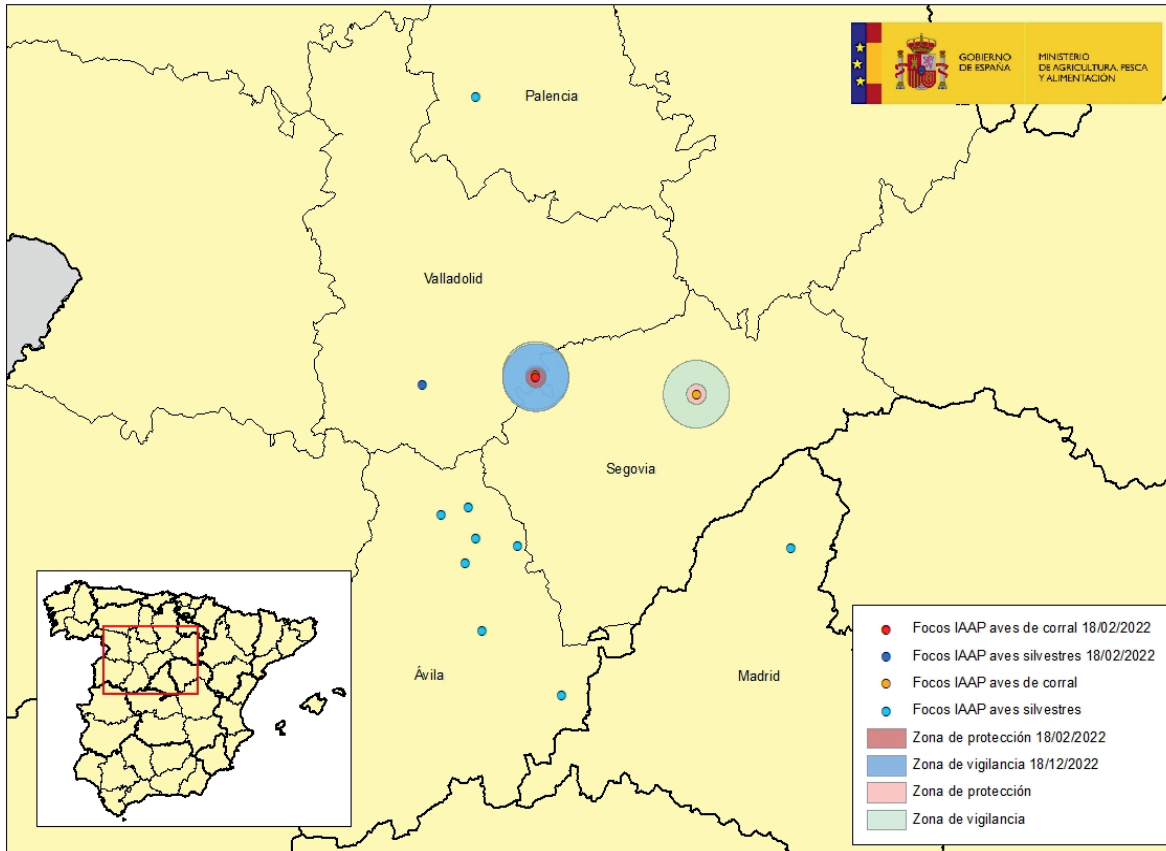 GOBIERNO
DE ESPAÑA
MINISTERIO
DE AGRICULTURA, PESCA
Y ALIMENTACIÓN
Palencia
Valladolid
Segovia
Ávila
Madrid
Focos IAAP aves de corral 18/02/2022
Focos IAAP aves silvestres 18/02/2022
Focos IAAP aves de corral
Focos IAAP aves silvestres
Zona de protección 18/02/2022
Zona de vigilancia 18/12/2022
Zona de protección
Zona de vigilancia